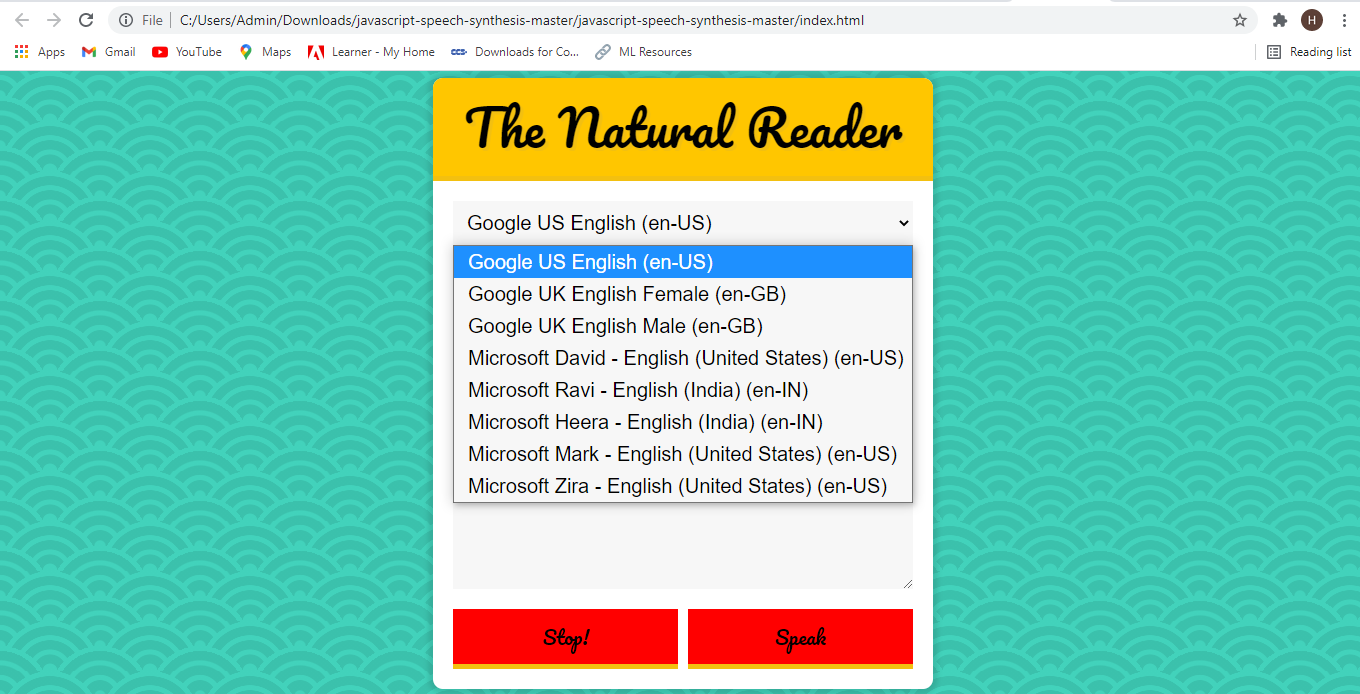 File C:/Users/Admin/Downloads/javascript-speech-synthesis-master/javascript-speech-synthesis-master/index.html H
Apps Gmail YouTube Maps Learner - My Home CCS Downloads for Co... ML Resources Reading list
The Natural Reader
Google US English (en-US)
Google US English (en-US)
Google UK English Female (en-GB)
Google UK English Male (en-GB)
Microsoft David - English (United States) (en-US)
Microsoft Ravi - English (India) (en-IN)
Microsoft Heera - English (India) (en-IN)
Microsoft Mark - English (United States) (en-US)
Microsoft Zira - English (United States) (en-US)
Stop! Speak